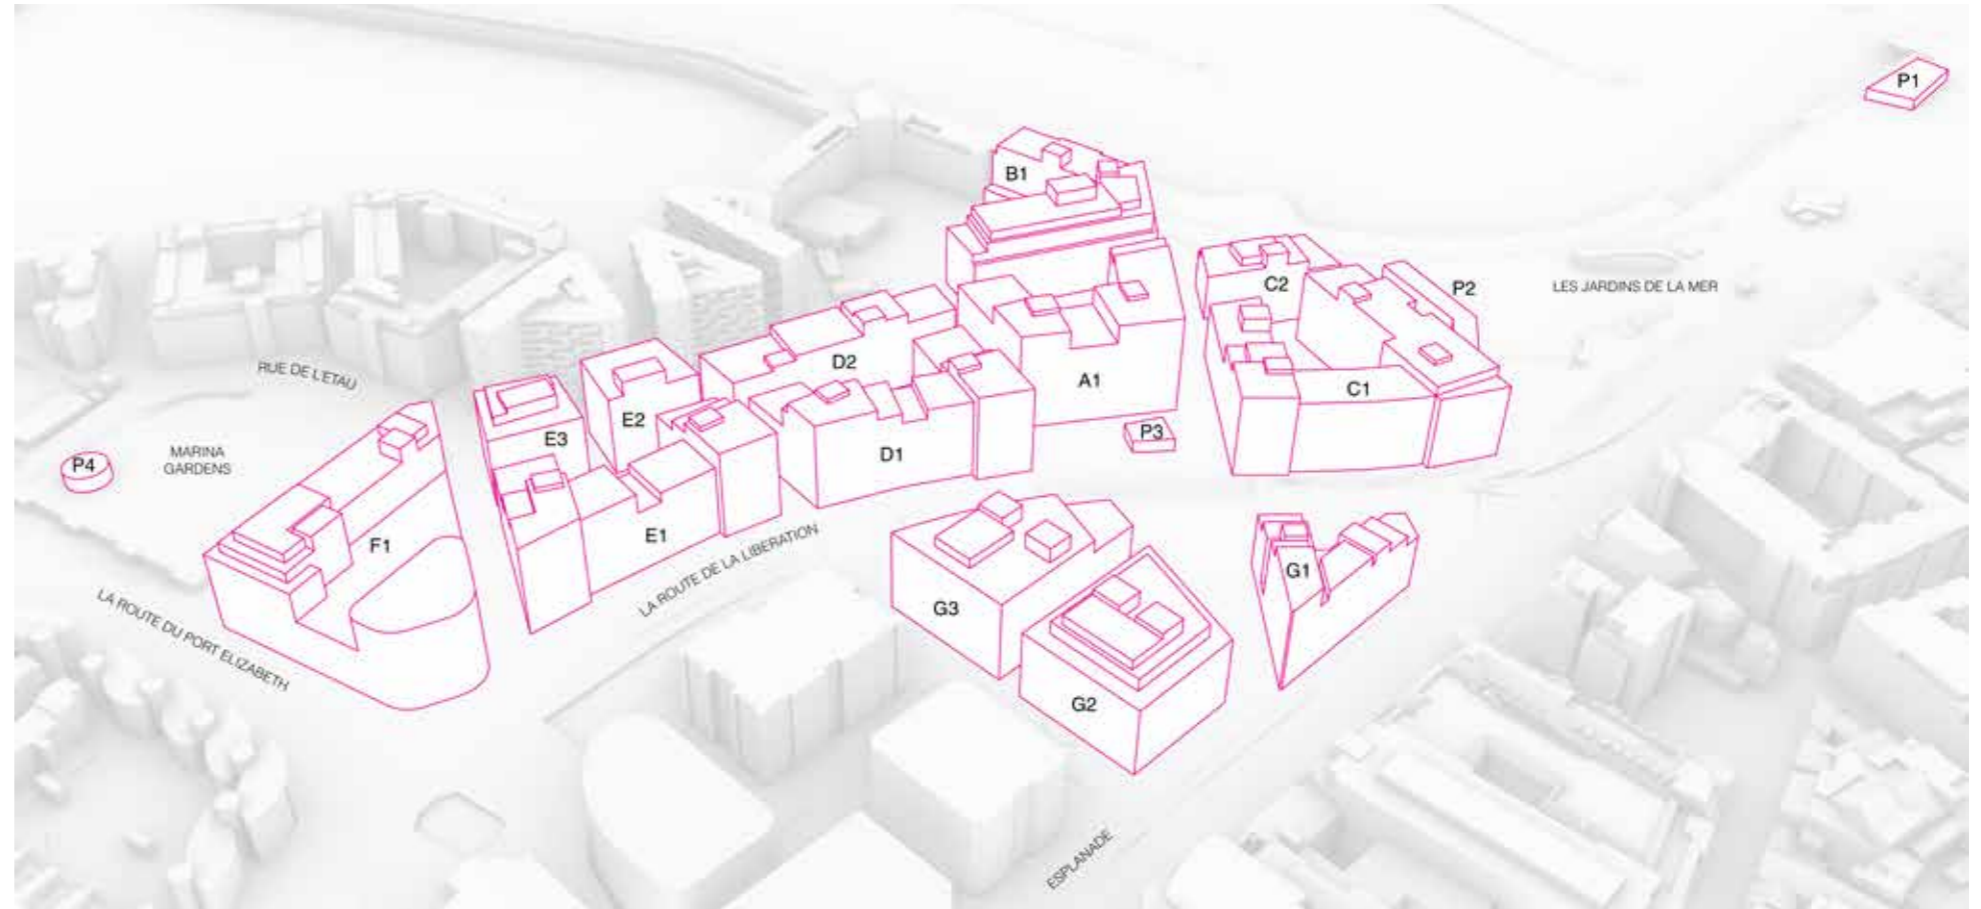 P1
B1
C2
P2
LES JARDINS DE LA MER
D2
A1
C1
RUE DE L'ETAU
E2
P3
E3
D1
MARINA
GARDENS
P4
E1
F1
LA ROUTE DE LA LIBERATION
G1
G3
LA ROUTE DU PORT ELIZABETH
G2
ESPLANADE